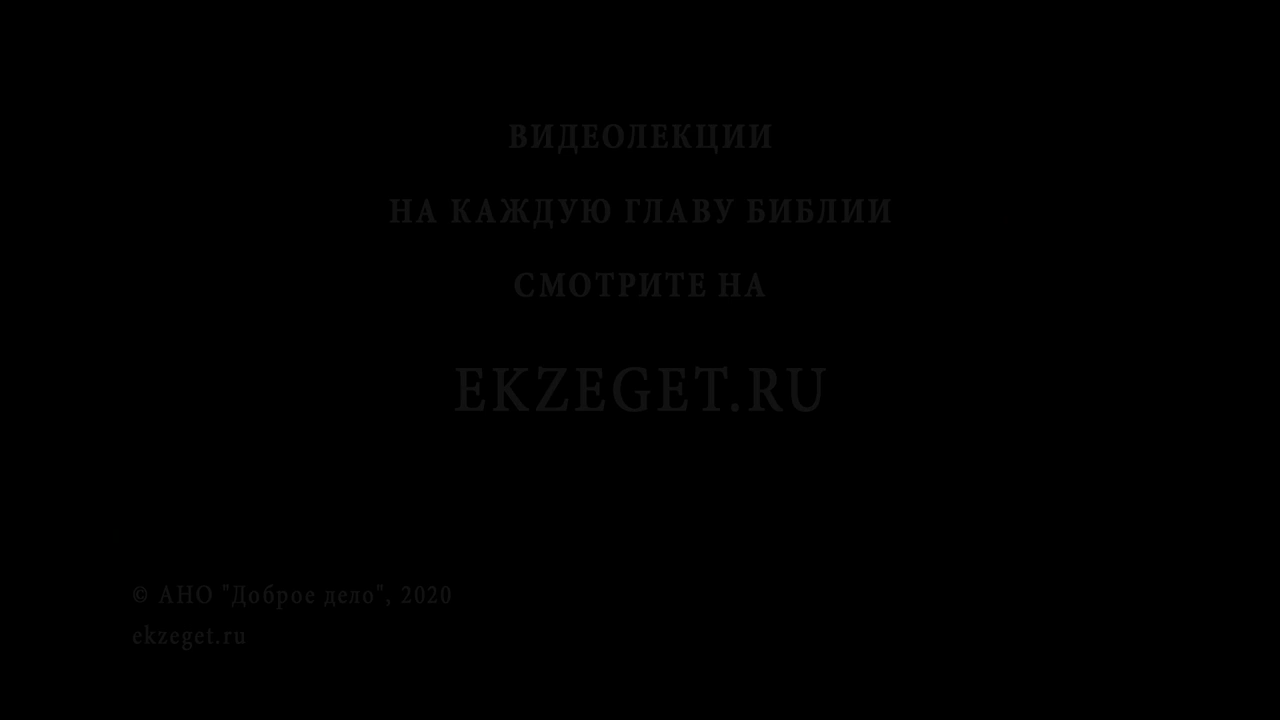 ВИДЕОЛЕКЦИИ
НА КАЖДУЮ ГЛАВУ БИБЛИИ
СМОТРИТЕ НА
EKZEGET.RU
© АНО "Доброе дело", 2020
ekzeget.ru